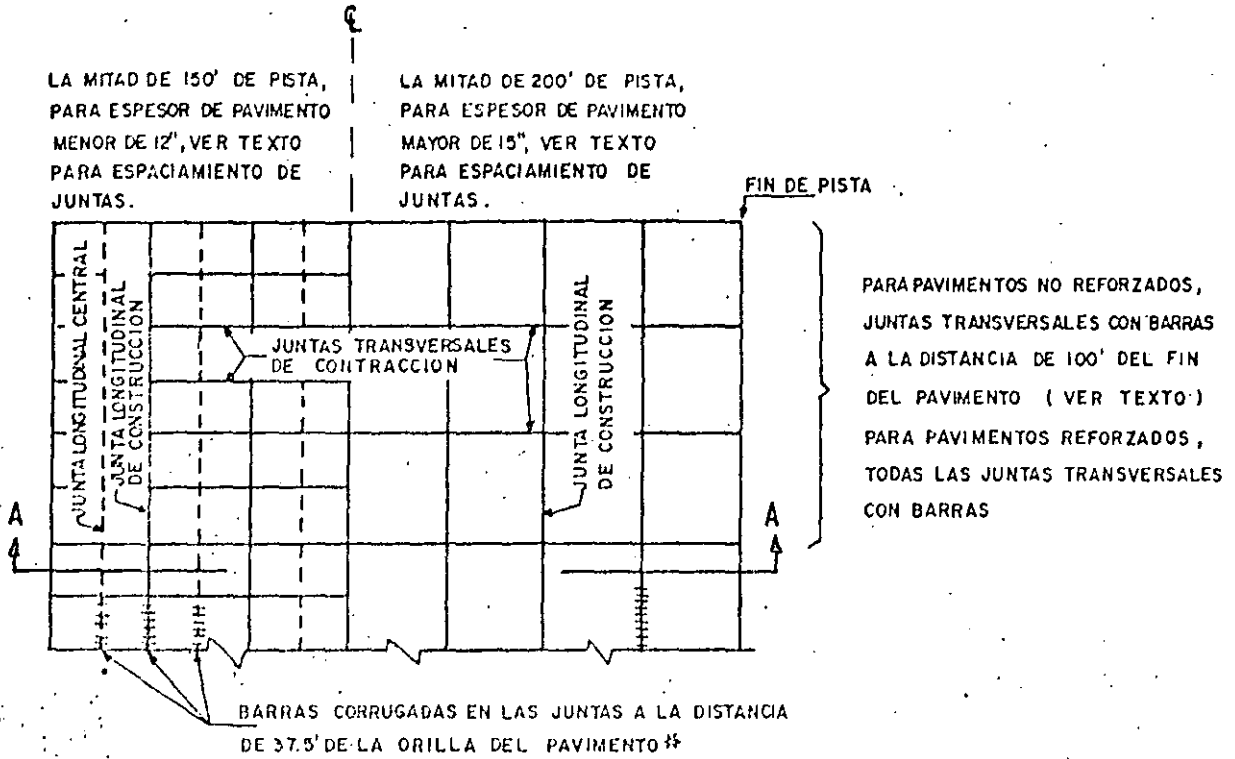 ℄
LA MITAD DE 150' DE PISTA,
PARA ESPESOR DE PAVIMENTO
MENOR DE 12", VER TEXTO
PARA ESPACIAMIENTO DE
JUNTAS.
LA MITAD DE 200' DE PISTA,
PARA ESPESOR DE PAVIMENTO
MAYOR DE 15", VER TEXTO
PARA ESPACIAMIENTO DE
JUNTAS.
FIN DE PISTA
JUNTA LONGITUDINAL CENTRAL
JUNTA LONGITUDINAL
DE CONSTRUCCION
JUNTAS TRANSVERSALES
DE CONTRACCION
JUNTA LONGITUDINAL
DE CONSTRUCCION
PARA PAVIMENTOS NO REFORZADOS,
JUNTAS TRANSVERSALES CON BARRAS
A LA DISTANCIA DE 100' DEL FIN
DEL PAVIMENTO (VER TEXTO)
PARA PAVIMENTOS REFORZADOS,
TODAS LAS JUNTAS TRANSVERSALES
CON BARRAS
A
A
BARRAS CORRUGADAS EN LAS JUNTAS A LA DISTANCIA
DE 37.5' DE LA ORILLA DEL PAVIMENTO